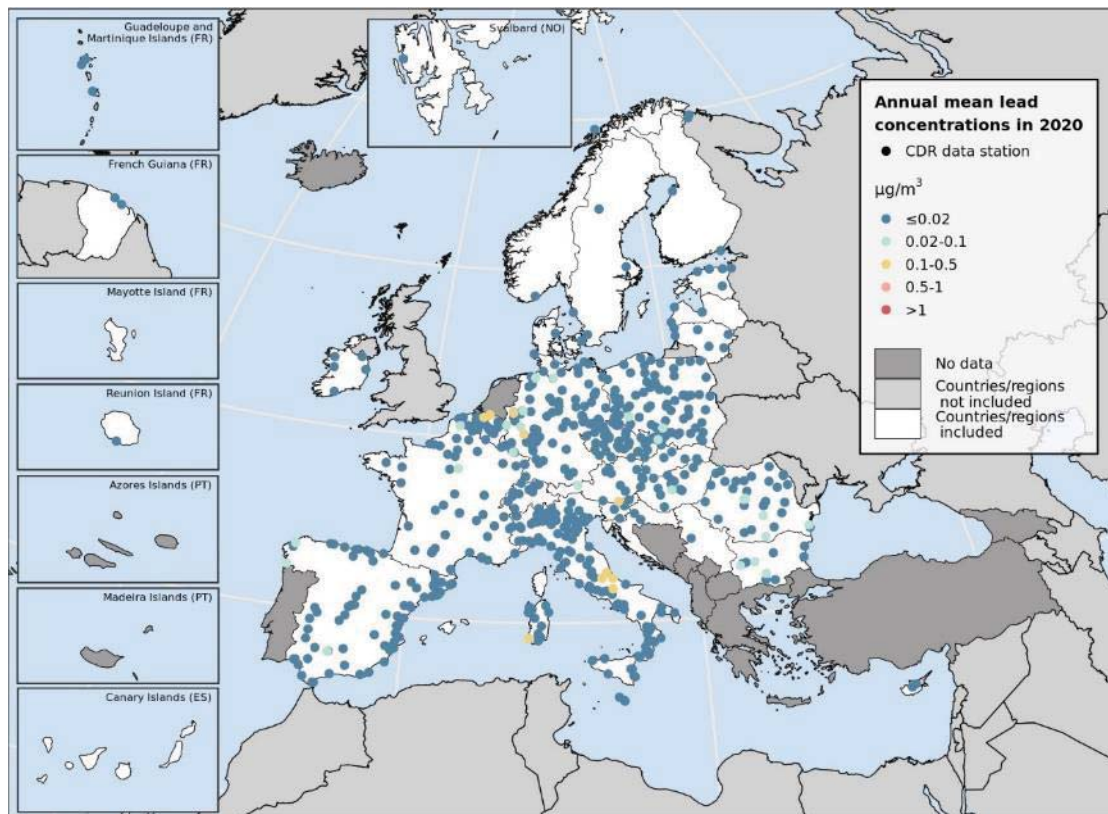 Guadeloupe and
Martinique Islands (FR)
Svalbard (NO)
French Guiana (FR)
Mayotte Island (FR)
Reunion Island (FR)
Azores Islands (PT)
Madeira Islands (PT)
Canary Islands (ES)
Annual mean lead
concentrations in 2020
CDR data station
µg/m³
≤0.02
0.02-0.1
0.1-0.5
0.5-1
>1
No data
Countries/regions
not included
Countries/regions
included